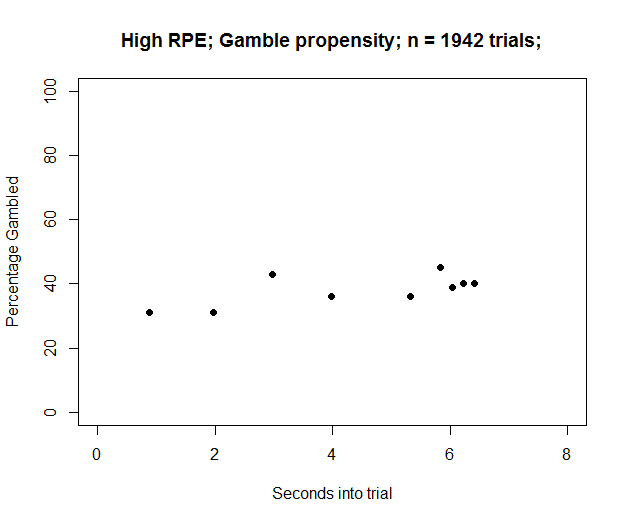 High RPE; Gamble propensity; n = 1942 trials;
Percentage Gambled
100
80
60
40
20
0
0 2 4 6 8
Seconds into trial